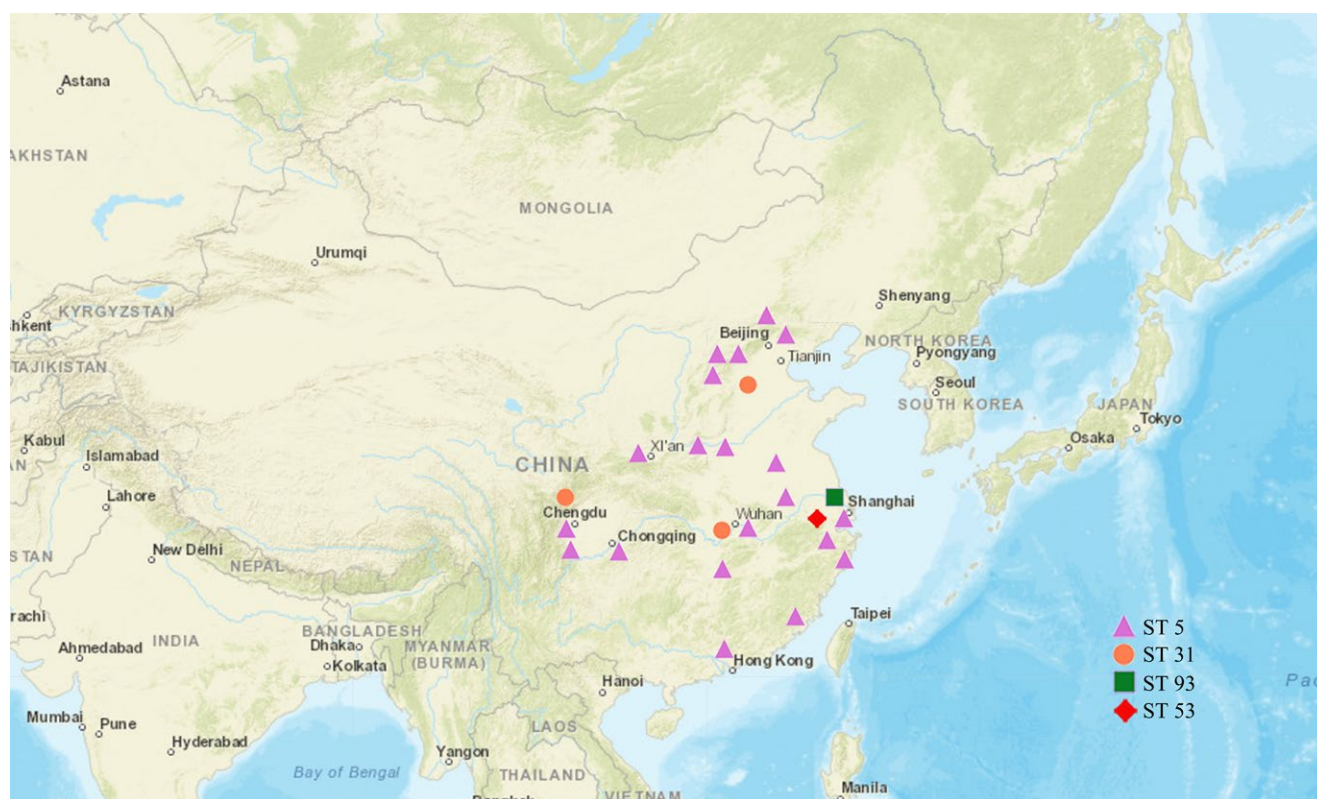 Astana
AKHSTAN
MONGOLIA
Urumqi
Shenyang
KYRGYZSTAN
hkent
Beijing
NORTH KOREA
Tianjin
Pyongyang
TAJIKISTAN
Seoul
SOUTH KOREA
JAPAN
Tokyo
Osaka
Kabul
AN
XI'an
Islamabad
CHINA
Lahore
Shanghai
Chengdu
Wuhan
Chongqing
New Delhi
STAN
NEPAL
rachi
Taipei
BANGLADESH
INDIA
Ahmedabad
Dhaka
MYANMAR
(BURMA)
Kolkata
Hong Kong
Hanoi
ST 5
ST 31
ST 93
ST 53
Pac
Mumbai
Pune
LAOS
Hyderabad
Yangon
Bay of Bengal
THAILAND
Manila
VIETNAM
Bangkok